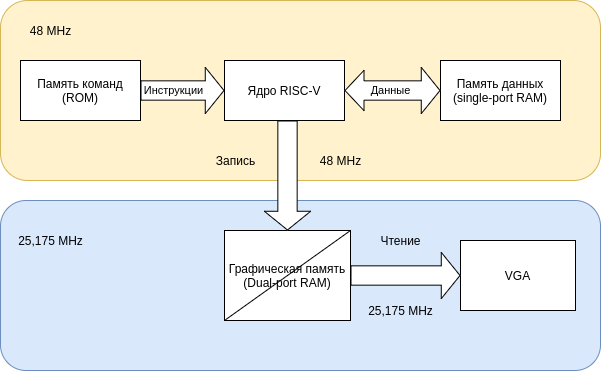 48 MHz
Память команд
(ROM)
Инструкции
Ядро RISC-V
Данные
Память данных
(single-port RAM)
Запись
48 MHz
25,175 MHz
Графическая память
(Dual-port RAM)
Чтение
25,175 MHz
VGA